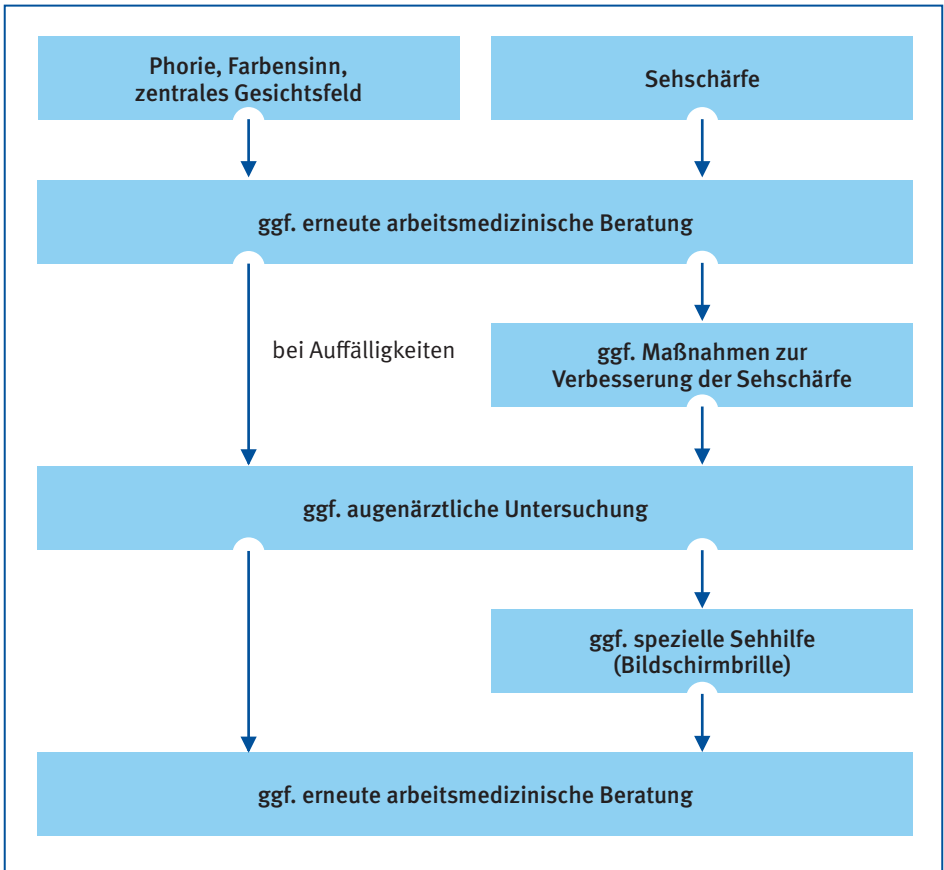 Phorie, Farbensinn,
zentrales Gesichtsfeld
Sehschärfe
ggf. erneute arbeitsmedizinische Beratung
bei Auffälligkeiten
ggf. Maßnahmen zur
Verbesserung der Sehschärfe
ggf. augenärztliche Untersuchung
ggf. spezielle Sehhilfe
(Bildschirmbrille)
ggf. erneute arbeitsmedizinische Beratung